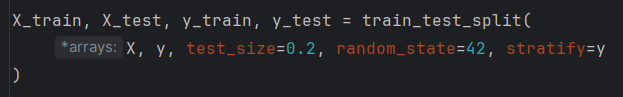 X_train, X_test, y_train, y_test = train_test_split(
*arrays: X, y, test_size=0.2, random_state=42, stratify=y
)